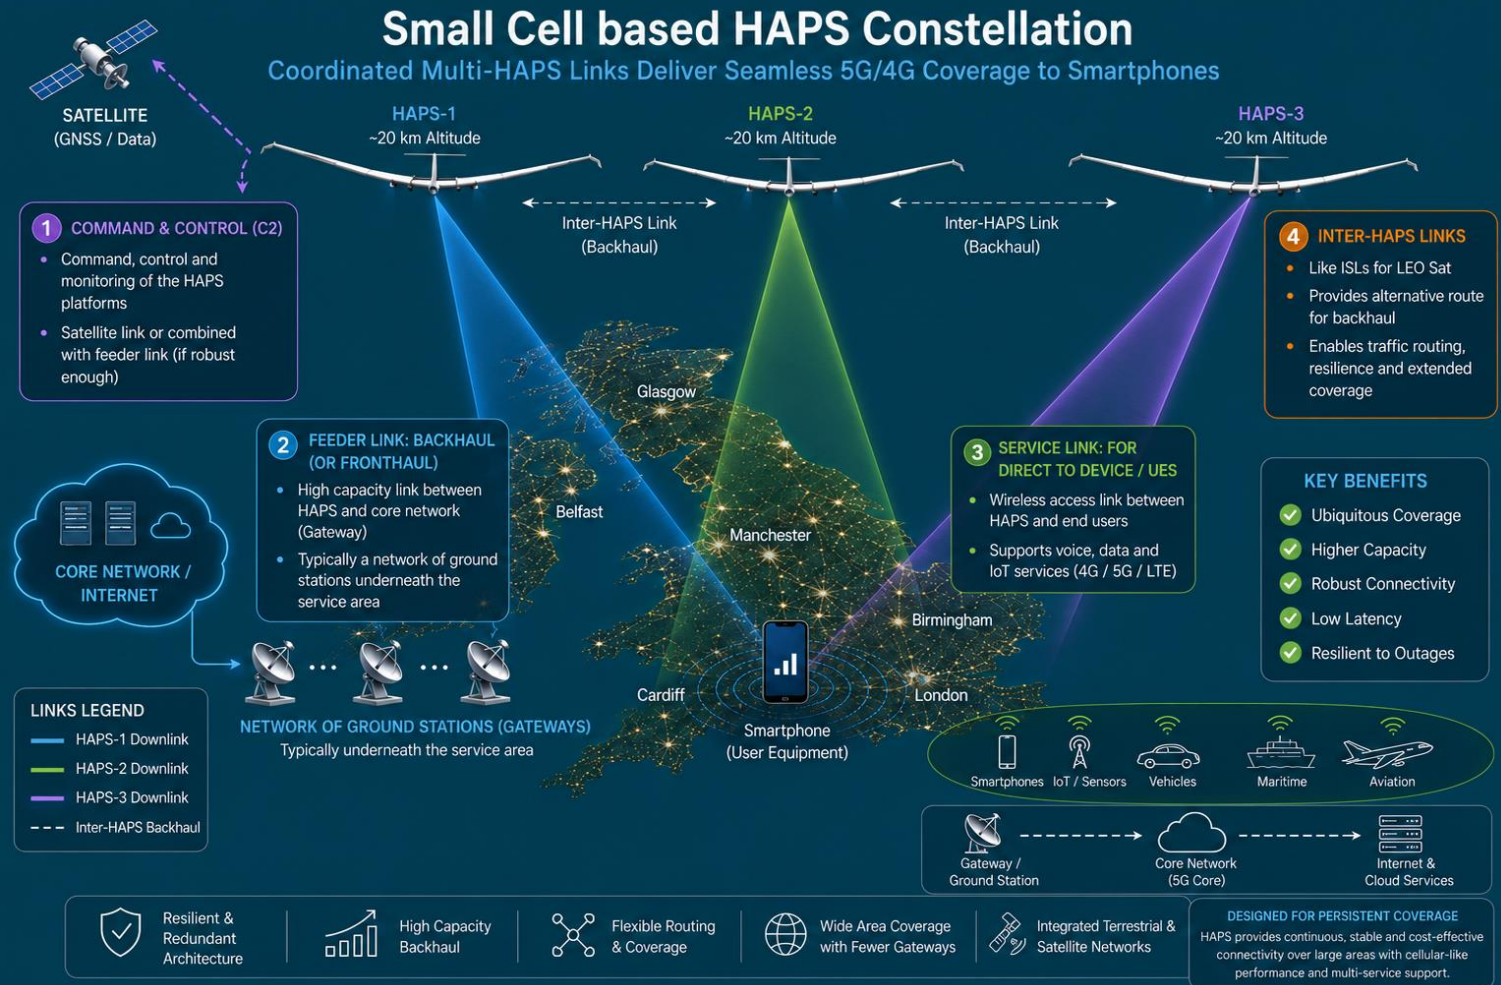 Small Cell based HAPS Constellation
Coordinated Multi-HAPS Links Deliver Seamless 5G/4G Coverage to Smartphones
SATELLITE
(GNSS / Data)
HAPS-1
~20 km Altitude
HAPS-2
~20 km Altitude
HAPS-3
~20 km Altitude
Inter-HAPS Link
(Backhaul)
Inter-HAPS Link
(Backhaul)
1 COMMAND & CONTROL (C2)
• Command, control and
monitoring of the HAPS
platforms
• Satellite link or combined
with feeder link (if robust
enough)
4 INTER-HAPS LINKS
• Like ISLs for LEO Sat
• Provides alternative route
for backhaul
• Enables traffic routing,
resilience and extended
coverage
2 FEEDER LINK: BACKHAUL
(OR FRONTHAUL)
• High capacity link between
HAPS and core network
(Gateway)
• Typically a network of ground
stations underneath the
service area
3 SERVICE LINK: FOR
DIRECT TO DEVICE / UES
• Wireless access link between
HAPS and end users
• Supports voice, data and
IoT services (4G / 5G / LTE)
Glasgow
Belfast
Manchester
Birmingham
Cardiff
London
Smartphone
(User Equipment)
CORE NETWORK /
INTERNET
NETWORK OF GROUND STATIONS (GATEWAYS)
Typically underneath the service area
KEY BENEFITS
Ubiquitous Coverage
Higher Capacity
Robust Connectivity
Low Latency
Resilient to Outages
LINKS LEGEND
HAPS-1 Downlink
HAPS-2 Downlink
HAPS-3 Downlink
Inter-HAPS Backhaul
Smartphones
IoT / Sensors
Vehicles
Maritime
Aviation
Gateway /
Ground Station
Core Network
(5G Core)
Internet &
Cloud Services
Resilient &
Redundant
Architecture
High Capacity
Backhaul
Flexible Routing
& Coverage
Wide Area Coverage
with Fewer Gateways
Integrated Terrestrial &
Satellite Networks
DESIGNED FOR PERSISTENT COVERAGE
HAPS provides continuous, stable and cost-effective
connectivity over large areas with cellular-like
performance and multi-service support.